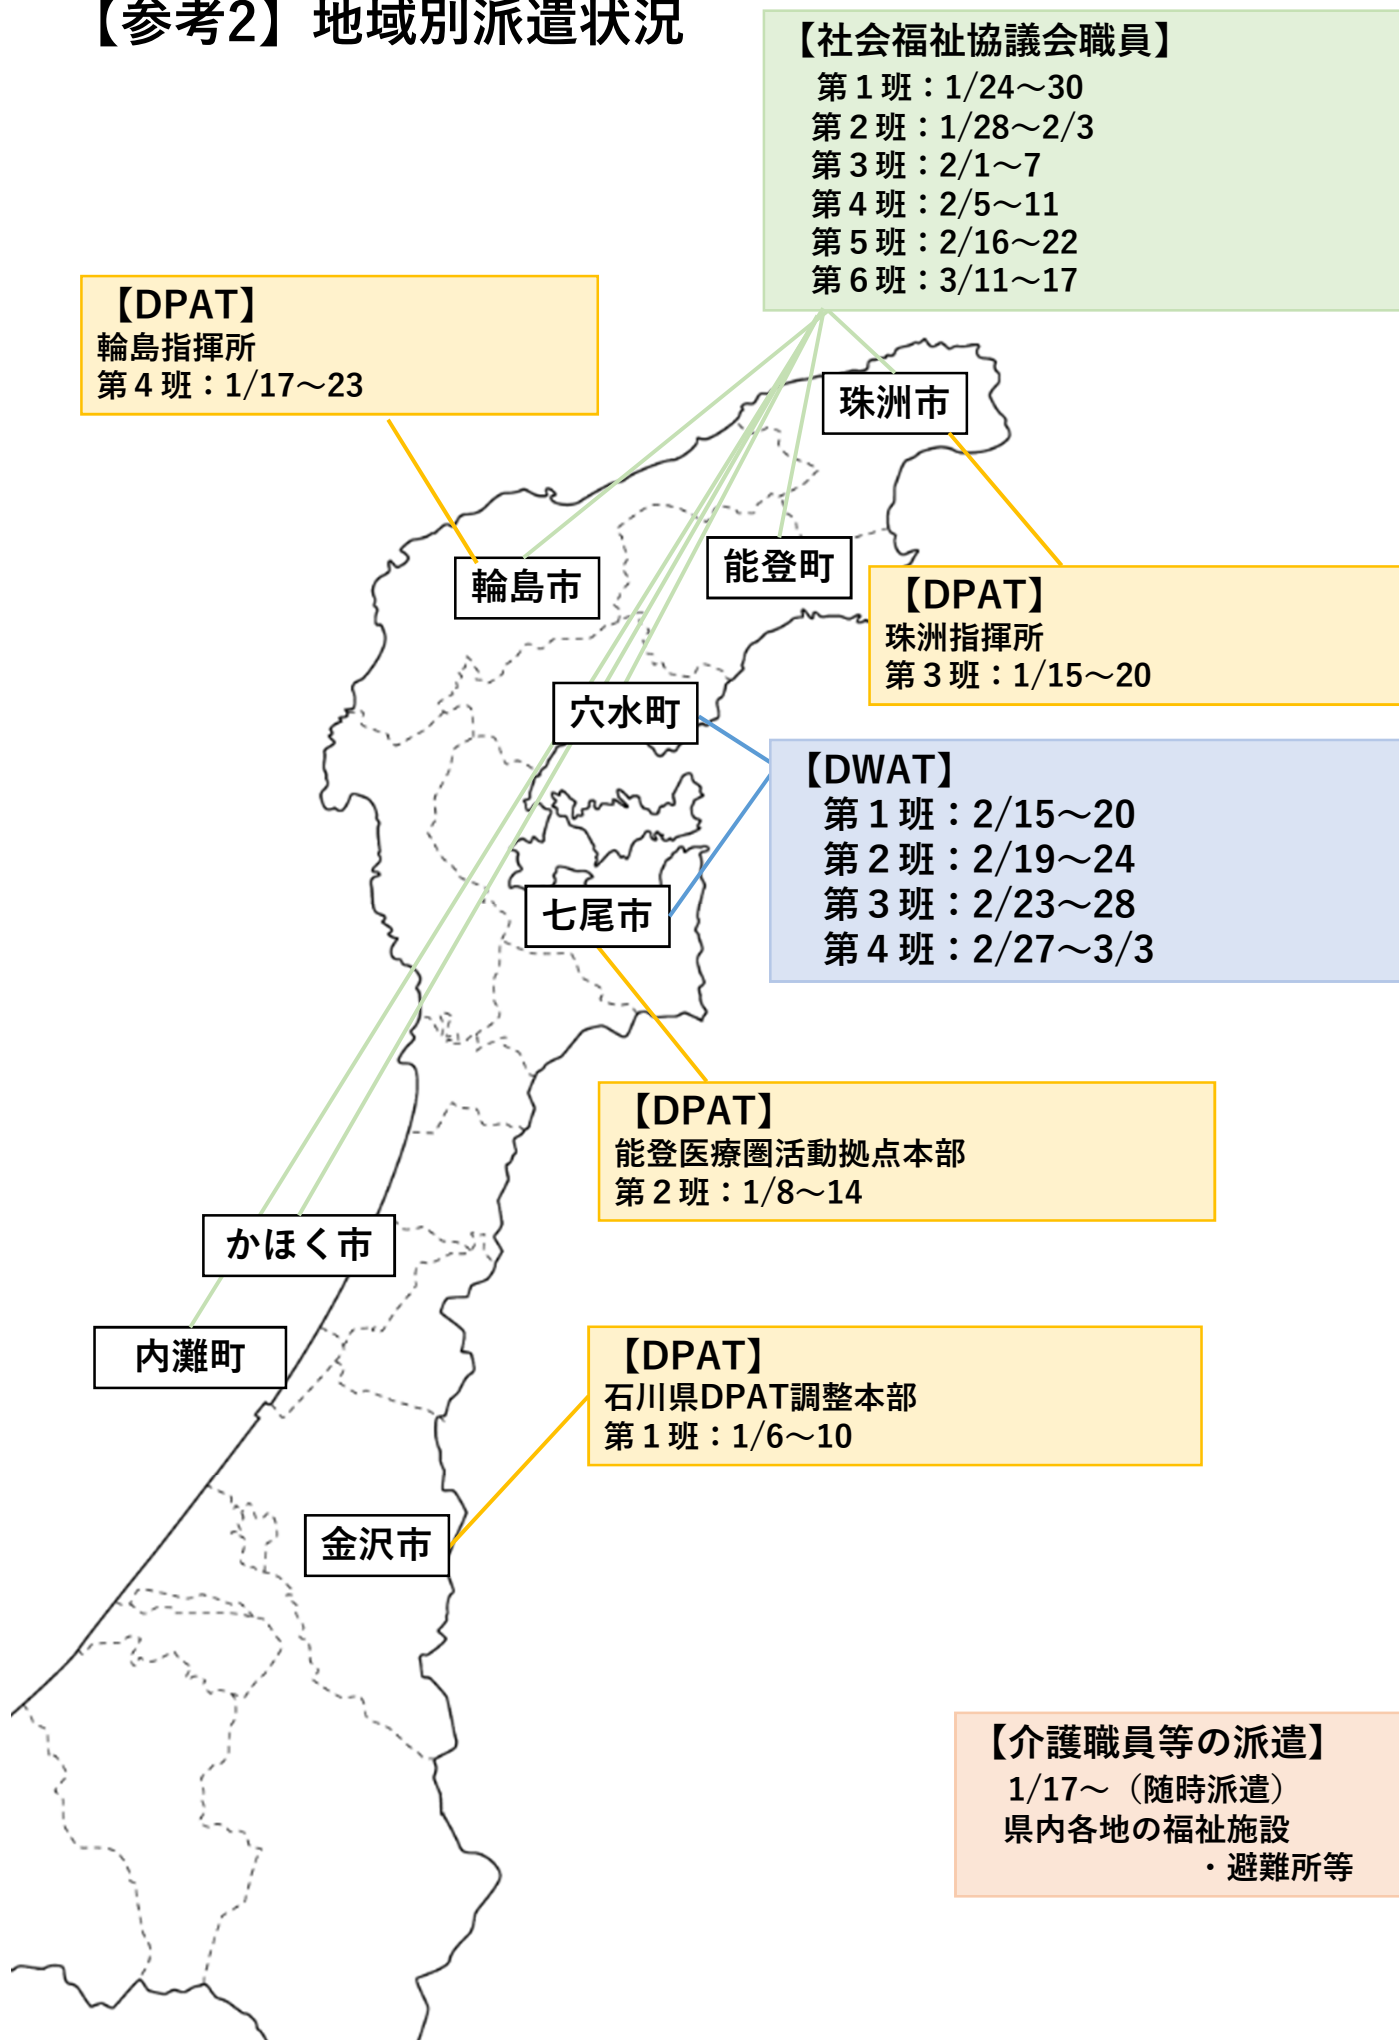 【参考2】地域別派遣状況
【社会福祉協議会職員】
第１班：1/24～30
第２班：1/28～2/3
第３班：2/1～7
第４班：2/5～11
第５班：2/16～22
第６班：3/11～17
【DPAT】
輪島指揮所
第４班：1/17～23
珠洲市
能登町
輪島市
【DPAT】
珠洲指揮所
第３班：1/15～20
穴水町
【DWAT】
第１班：2/15～20
第２班：2/19～24
第３班：2/23～28
第４班：2/27～3/3
七尾市
【DPAT】
能登医療圏活動拠点本部
第２班：1/8～14
かほく市
内灘町
【DPAT】
石川県DPAT調整本部
第１班：1/6～10
金沢市
【介護職員等の派遣】
1/17～（随時派遣）
県内各地の福祉施設
・避難所等